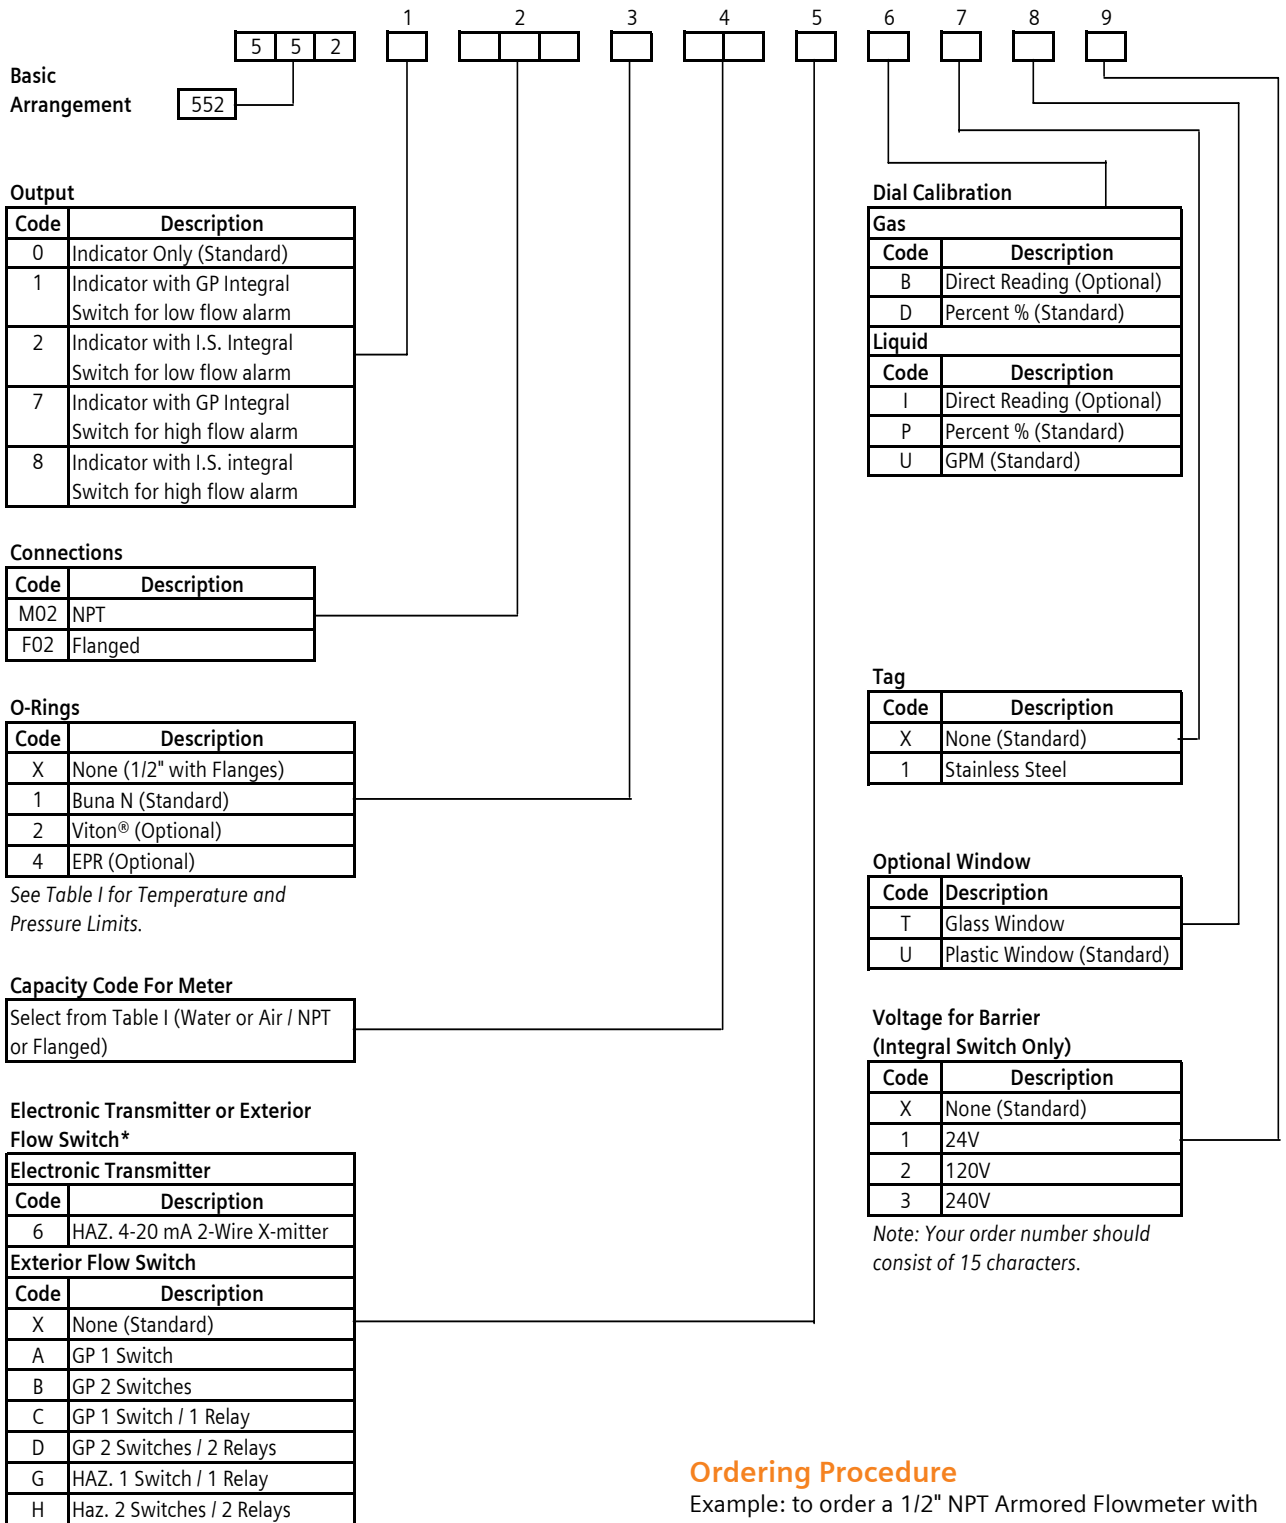 1 2 3 4 5 6 7 8 9
5 5 2
Basic
Arrangement 552
Output
Code Description
0 Indicator Only (Standard)
1 Indicator with GP Integral
Switch for low flow alarm
2 Indicator with I.S. Integral
Switch for low flow alarm
7 Indicator with GP Integral
Switch for high flow alarm
8 Indicator with I.S. integral
Switch for high flow alarm
Connections
Code Description
M02 NPT
F02 Flanged
O-Rings
Code Description
X None (1/2" with Flanges)
1 Buna N (Standard)
2 Viton® (Optional)
4 EPR (Optional)
See Table I for Temperature and
Pressure Limits.
Capacity Code For Meter
Select from Table I (Water or Air / NPT
or Flanged)
Electronic Transmitter or Exterior
Flow Switch*
Electronic Transmitter
Code Description
6 HAZ. 4-20 mA 2-Wire X-mitter
Exterior Flow Switch
Code Description
X None (Standard)
A GP 1 Switch
B GP 2 Switches
C GP 1 Switch / 1 Relay
D GP 2 Switches / 2 Relays
G HAZ. 1 Switch / 1 Relay
H Haz. 2 Switches / 2 Relays
Dial Calibration
Gas
Code Description
B Direct Reading (Optional)
D Percent % (Standard)
Liquid
Code Description
I Direct Reading (Optional)
P Percent % (Standard)
U GPM (Standard)
Tag
Code Description
X None (Standard)
1 Stainless Steel
Optional Window
Code Description
T Glass Window
U Plastic Window (Standard)
Voltage for Barrier
(Integral Switch Only)
Code Description
X None (Standard)
1 24V
2 120V
3 240V
Note: Your order number should
consist of 15 characters.
Ordering Procedure
Example: to order a 1/2" NPT Armored Flowmeter with